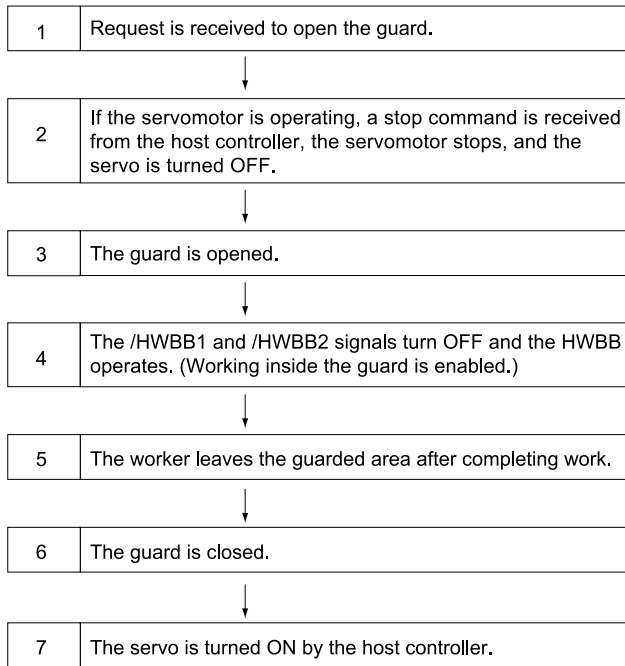 1 Request is received to open the guard.
2 If the servomotor is operating, a stop command is received
from the host controller, the servomotor stops, and the
servo is turned OFF.
3 The guard is opened.
4 The /HWBB1 and /HWBB2 signals turn OFF and the HWBB
operates. (Working inside the guard is enabled.)
5 The worker leaves the guarded area after completing work.
6 The guard is closed.
7 The servo is turned ON by the host controller.